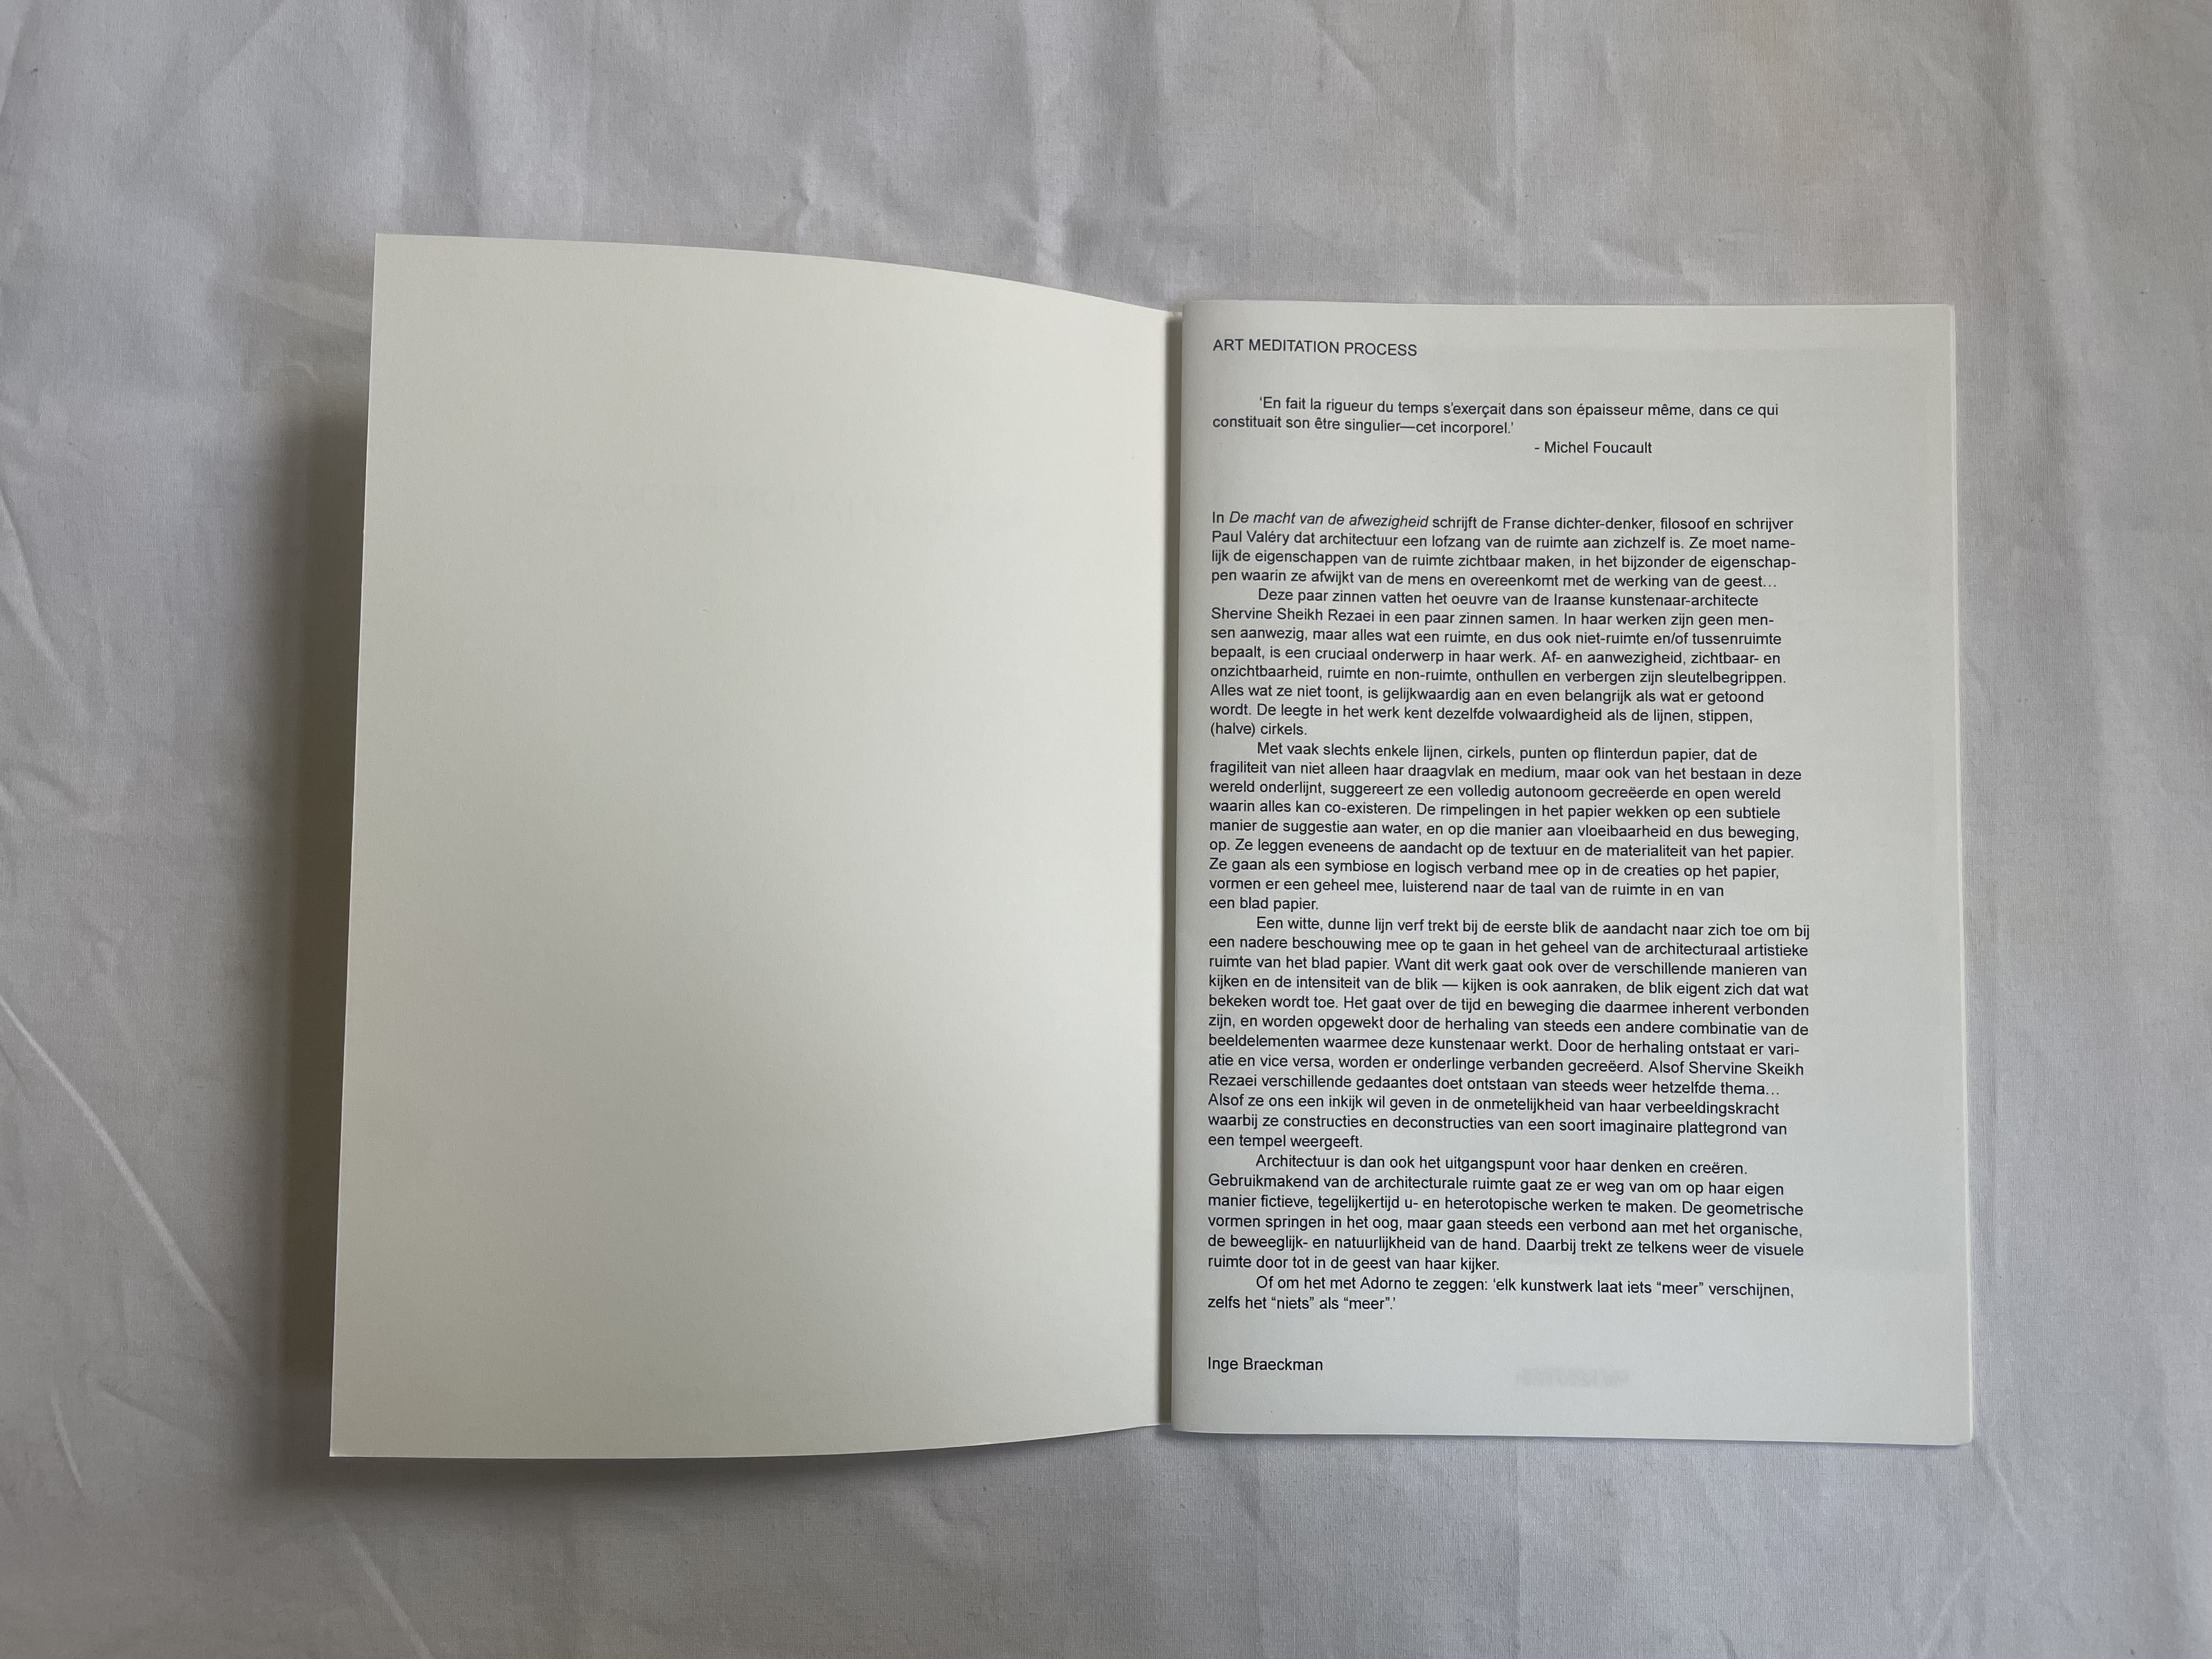 ART MEDITATION PROCESS
‘En fait la rigueur du temps s’exerçait dans son épaisseur même, dans ce qui
constituait son être singulier—cet incorporel.’
- Michel Foucault
In De macht van de afwezigheid schrijft de Franse dichter-denker, filosoof en schrijver
Paul Valéry dat architectuur een lofzang van de ruimte aan zichzelf is. Ze moet name-
lijk de eigenschappen van de ruimte zichtbaar maken, in het bijzonder de eigenschap-
pen waarin ze afwijkt van de mens en overeenkomt met de werking van de geest…
Deze paar zinnen vatten het oeuvre van de Iraanse kunstenaar-architecte
Shervine Sheikh Rezaei in een paar zinnen samen. In haar werken zijn geen men-
sen aanwezig, maar alles wat een ruimte, en dus ook niet-ruimte en/of tussenruimte
bepaalt, is een cruciaal onderwerp in haar werk. Af- en aanwezigheid, zichtbaar- en
onzichtbaarheid, ruimte en non-ruimte, onthullen en verbergen zijn sleutelbegrippen.
Alles wat ze niet toont, is gelijkwaardig aan en even belangrijk als wat er getoond
wordt. De leegte in het werk kent dezelfde volwaardigheid als de lijnen, stippen,
(halve) cirkels.
Met vaak slechts enkele lijnen, cirkels, punten op flinterdun papier, dat de
fragiliteit van niet alleen haar draagvlak en medium, maar ook van het bestaan in deze
wereld onderlijnt, suggereert ze een volledig autonoom gecreëerde en open wereld
waarin alles kan co-existeren. De rimpelingen in het papier wekken op een subtiele
manier de suggestie aan water, en op die manier aan vloeibaarheid en dus beweging,
op. Ze leggen eveneens de aandacht op de textuur en de materialiteit van het papier.
Ze gaan als een symbiose en logisch verband mee op in de creaties op het papier,
vormen er een geheel mee, luisterend naar de taal van de ruimte in en van
een blad papier.
Een witte, dunne lijn verf trekt bij de eerste blik de aandacht naar zich toe om bij
een nadere beschouwing mee op te gaan in het geheel van de architecturaal artistieke
ruimte van het blad papier. Want dit werk gaat ook over de verschillende manieren van
kijken en de intensiteit van de blik — kijken is ook aanraken, de blik eigent zich dat wat
bekeken wordt toe. Het gaat over de tijd en beweging die daarmee inherent verbonden
zijn, en worden opgewekt door de herhaling van steeds een andere combinatie van de
beeldelementen waarmee deze kunstenaar werkt. Door de herhaling ontstaat er vari-
atie en vice versa, worden er onderlinge verbanden gecreëerd. Alsof Shervine Skeikh
Rezaei verschillende gedaantes doet ontstaan van steeds weer hetzelfde thema…
Alsof ze ons een inkijk wil geven in de onmetelijkheid van haar verbeeldingskracht
waarbij ze constructies en deconstructies van een soort imaginaire plattegrond van
een tempel weergeeft.
Architectuur is dan ook het uitgangspunt voor haar denken en creëren.
Gebruikmakend van de architecturale ruimte gaat ze er weg van om op haar eigen
manier fictieve, tegelijkertijd u- en heterotopische werken te maken. De geometrische
vormen springen in het oog, maar gaan steeds een verbond aan met het organische,
de beweeglijk- en natuurlijkheid van de hand. Daarbij trekt ze telkens weer de visuele
ruimte door tot in de geest van haar kijker.
Of om het met Adorno te zeggen: ‘elk kunstwerk laat iets “meer” verschijnen,
zelfs het “niets” als “meer”.’
Inge Braeckman